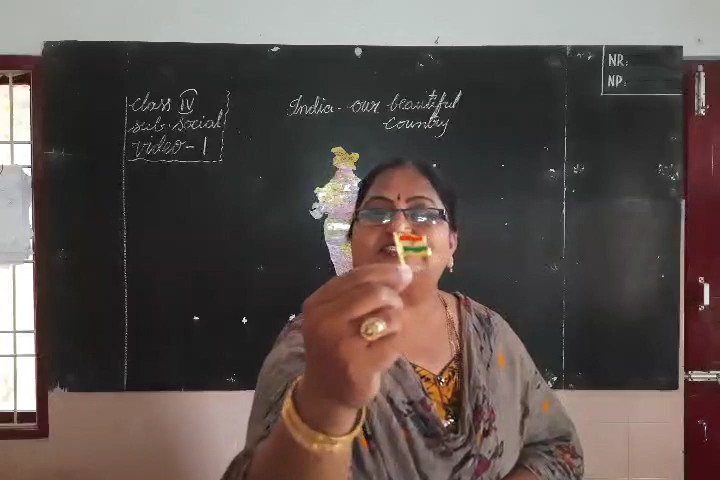 class IV
sub-social
video-1
India - our beautiful
country
NR:
NP: